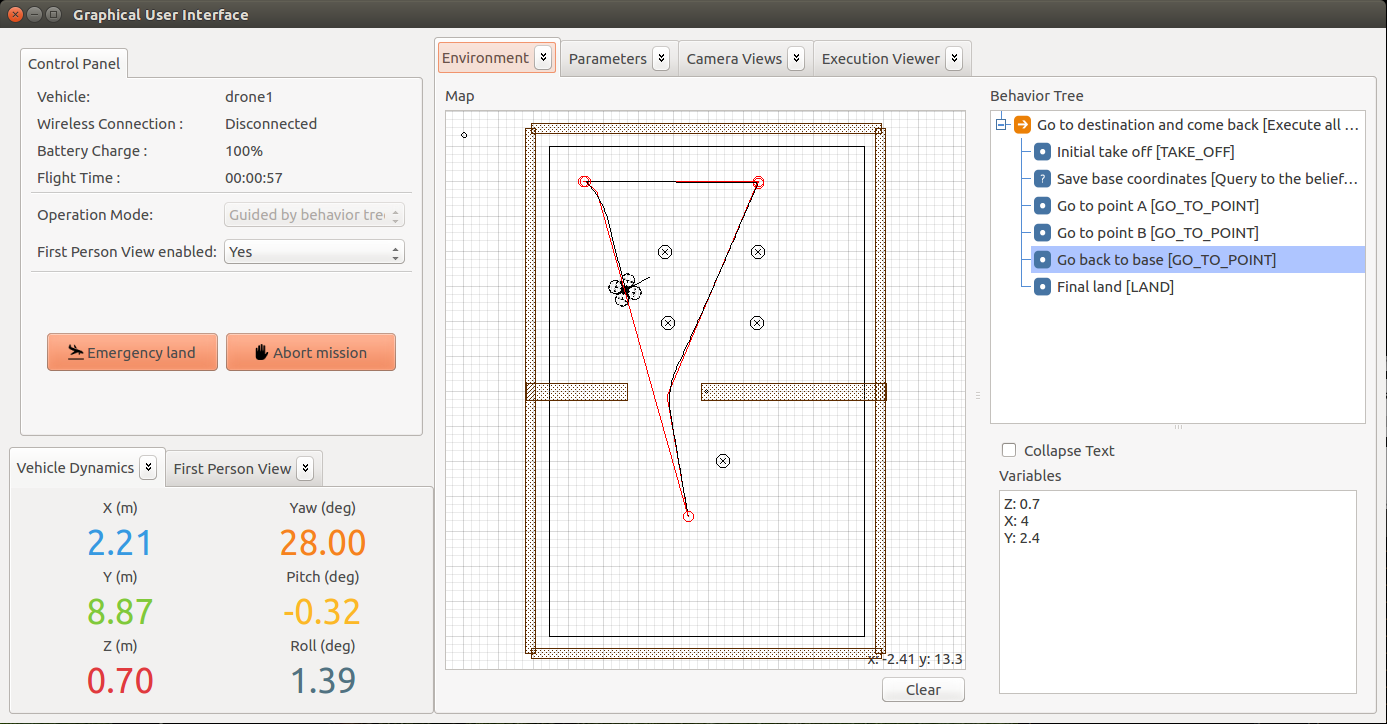 Graphical User Interface
Control Panel
Vehicle: drone1
Wireless Connection : Disconnected
Battery Charge : 100%
Flight Time : 00:00:57
Operation Mode: Guided by behavior tree
First Person View enabled: Yes
Emergency land Abort mission
Vehicle Dynamics First Person View
X (m) Yaw (deg)
2.21 28.00
Y (m) Pitch (deg)
8.87 -0.32
Z (m) Roll (deg)
0.70 1.39
Environment Parameters Camera Views Execution Viewer
Map
x: -2.41 y: 13.3
Clear
Behavior Tree
Go to destination and come back [Execute all ...
Initial take off [TAKE_OFF]
? Save base coordinates [Query to the belief...
Go to point A [GO_TO_POINT]
Go to point B [GO_TO_POINT]
Go back to base [GO_TO_POINT]
Final land [LAND]
Collapse Text
Variables
Z: 0.7
X: 4
Y: 2.4